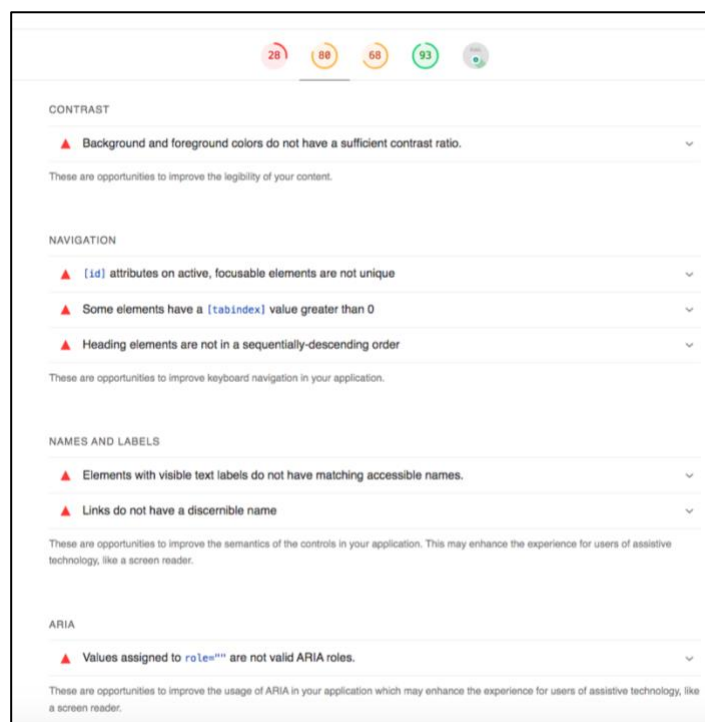 28 80 68 93
CONTRAST
Background and foreground colors do not have a sufficient contrast ratio.
These are opportunities to improve the legibility of your content.
NAVIGATION
[id] attributes on active, focusable elements are not unique
Some elements have a [tabindex] value greater than 0
Heading elements are not in a sequentially-descending order
These are opportunities to improve keyboard navigation in your application.
NAMES AND LABELS
Elements with visible text labels do not have matching accessible names.
Links do not have a discernible name
These are opportunities to improve the semantics of the controls in your application. This may enhance the experience for users of assistive
technology, like a screen reader.
ARIA
Values assigned to role="" are not valid ARIA roles.
These are opportunities to improve the usage of ARIA in your application which may enhance the experience for users of assistive technology, like
a screen reader.